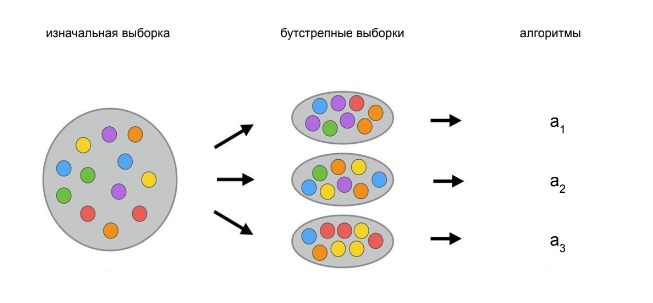 изначальная выборка
бутстрепные выборки
алгоритмы
a1
a2
a3